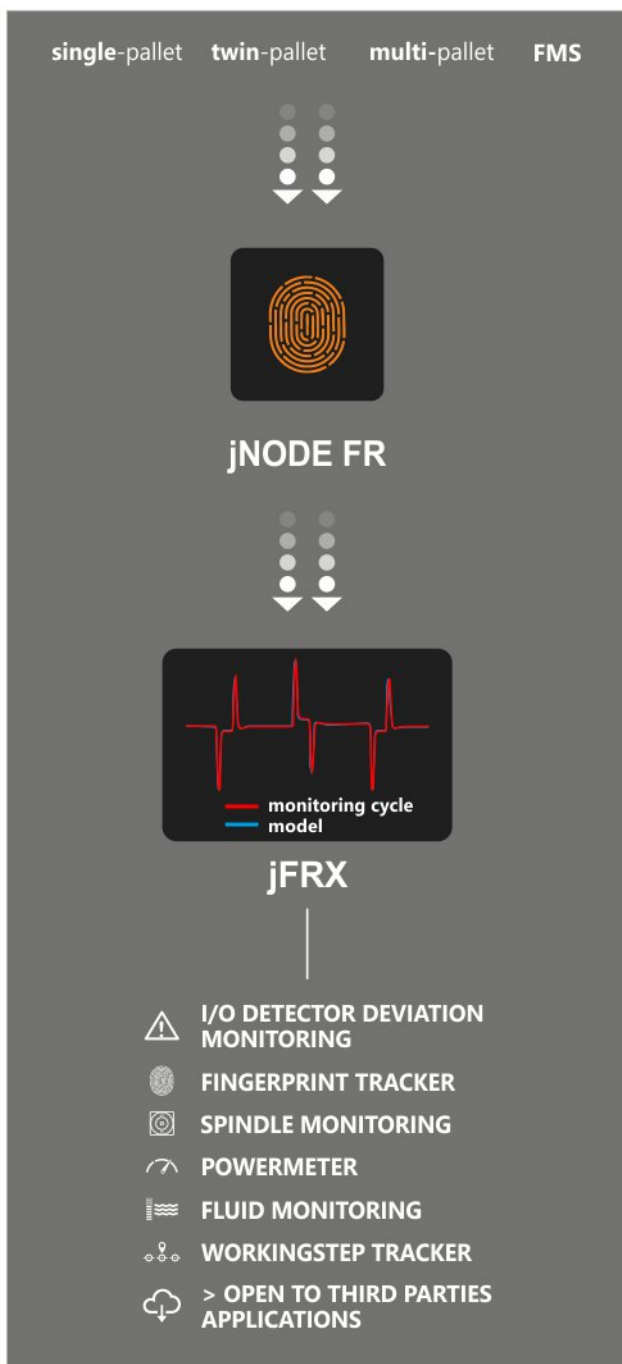 single-pallet twin-pallet multi-pallet FMS
jNODE FR
monitoring cycle
model
jFRX
I/O DETECTOR DEVIATION
MONITORING
FINGERPRINT TRACKER
SPINDLE MONITORING
POWERMETER
FLUID MONITORING
WORKINGSTEP TRACKER
> OPEN TO THIRD PARTIES
APPLICATIONS